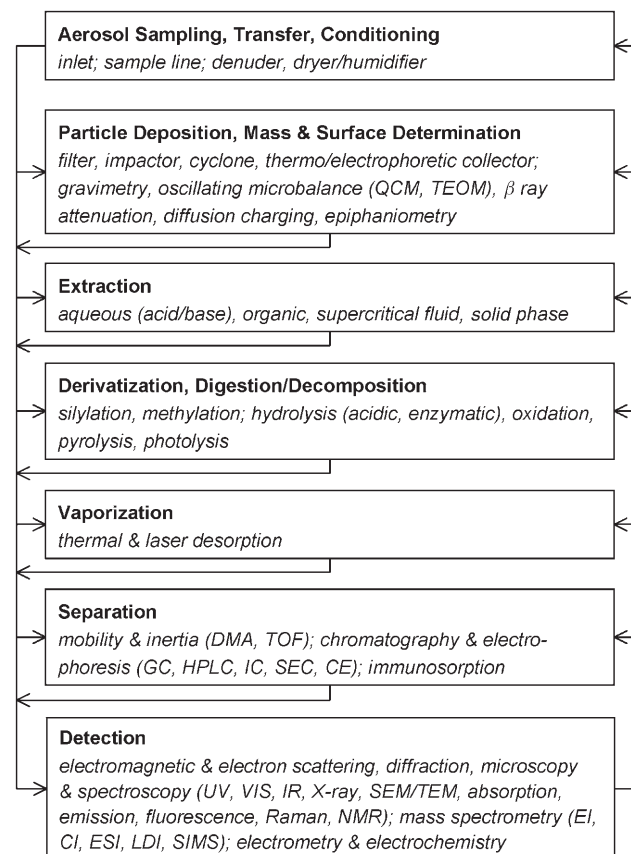 Aerosol Sampling, Transfer, Conditioning
inlet; sample line; denuder, dryer/humidifier
Particle Deposition, Mass & Surface Determination
filter, impactor, cyclone, thermo/electrophoretic collector;
gravimetry, oscillating microbalance (QCM, TEOM), β ray
attenuation, diffusion charging, epiphaniometry
Extraction
aqueous (acid/base), organic, supercritical fluid, solid phase
Derivatization, Digestion/Decomposition
silylation, methylation; hydrolysis (acidic, enzymatic), oxidation,
pyrolysis, photolysis
Vaporization
thermal & laser desorption
Separation
mobility & inertia (DMA, TOF); chromatography & electro-
phoresis (GC, HPLC, IC, SEC, CE); immunosorption
Detection
electromagnetic & electron scattering, diffraction, microscopy
& spectroscopy (UV, VIS, IR, X-ray, SEM/TEM, absorption,
emission, fluorescence, Raman, NMR); mass spectrometry (EI,
CI, ESI, LDI, SIMS); electrometry & electrochemistry